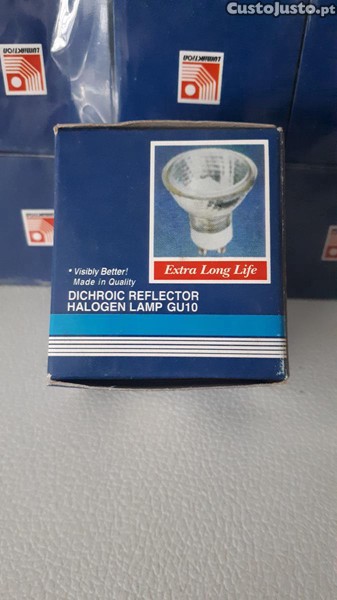 CustoJusto.pt
Extra Long Life
• Visibly Better!
Made in Quality
DICHROIC REFLECTOR
HALOGEN LAMP GU10